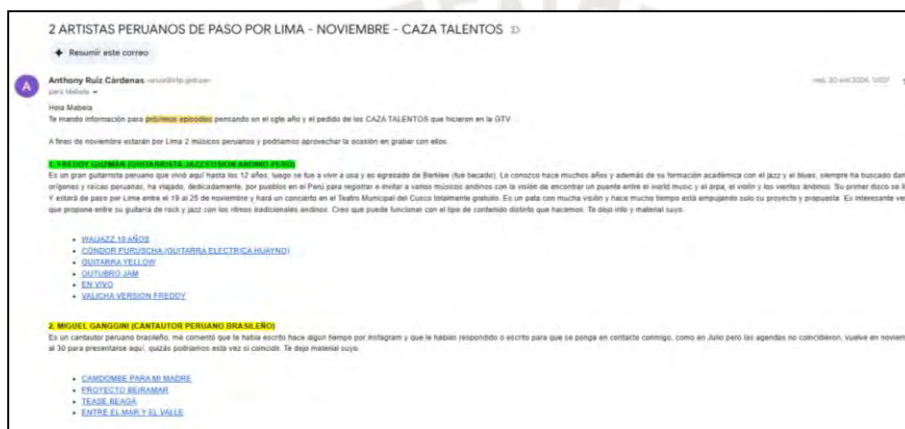 2 ARTISTAS PERUANOS DE PASO POR LIMA - NOVIEMBRE - CAZA TALENTOS
Resumir este correo
A
Anthony Ruiz Cárdenas
para Mabela
Hola Mabela
Te mando información para próximos episodios pensando en el sgte año y el pedido de los CAZA TALENTOS que hicieron en la GTV
A fines de noviembre estarán por Lima 2 músicos peruanos y podríamos aprovechar la ocasión en grabar con ellos.
1. FREDDY GUZMÁN (GUITARRISTA JAZZ FUSION ANDINO PERÚ)
Es un gran guitarrista peruano que vivió aquí hasta los 12 años, luego se fue a vivir a usa y es egresado de Berklee (fue becado). Lo conozco hace muchos años y además de su formación académica con el jazz y el blues, siempre ha buscado
orígenes y raíces peruanas, ha viajado, dedicadamente, por pueblos en el Perú para registrar e invitar a varios músicos andinos con la visión de encontrar un puente entre el world music y el arpa, el violín y los vientos andinos. Su primer disco se
Y estará de paso por Lima entre el 19 al 25 de noviembre y hará un concierto en el Teatro Municipal del Cusco totalmente gratuito. Es un pata con mucha visión y hace mucho tiempo está empujando solo su proyecto y propuesta. Es interesante
que propone entre su guitarra de rock y jazz con los ritmos tradicionales andinos. Creo que puede funcionar con el tipo de contenido distinto que hacemos. Te dejo info y material suyo.
WAIJAZZ 10 AÑOS
CÓNDOR PURUSCHA (GUITARRA ELECTRICA HUAYNO)
GUITARRA YELLOW
OUTUBRO JAM
EN VIVO
VALICHA VERSION FREDDY
2. MIGUEL GANGGINI (CANTAUTOR PERUANO BRASILEÑO)
Es un cantautor peruano brasileño, me comentó que te había escrito hace algún tiempo por instagram y que le habías respondido o escrito para que se ponga en contacto conmigo, como en Julio pero las agendas no coincidieron, vuelve en
al 30 para presentarse aquí, quizás podríamos esta vez si coincidir. Te dejo material suyo.
CAMDOMBE PARA MI MADRE
PROYECTO BEIRAMAR
TEASE BEAGÁ
ENTRE EL MAR Y EL VALLE